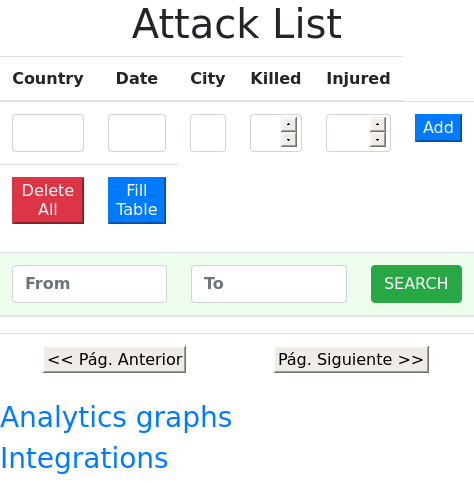 Attack List
Country Date City Killed Injured
Add
Delete All Fill Table
From To SEARCH
<< Pág. Anterior Pág. Siguiente >>
Analytics graphs
Integrations